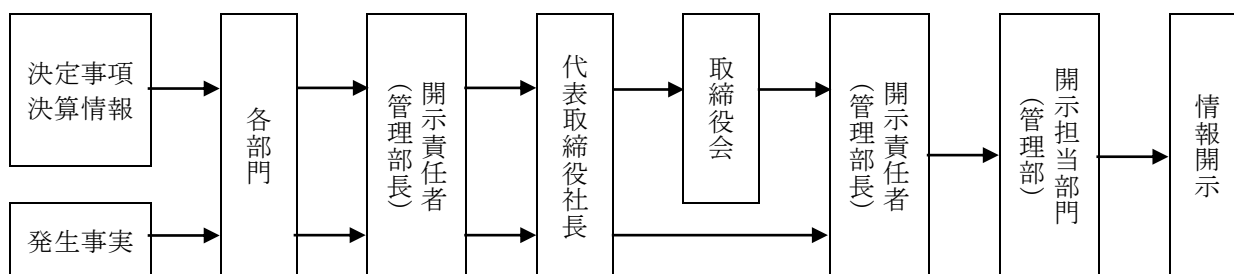 決定事項
決算情報
発生事実
各部門
開示責任者
（管理部長）
代表取締役社長
取締役会
開示責任者
（管理部長）
開示担当部門
（管理部）
情報開示